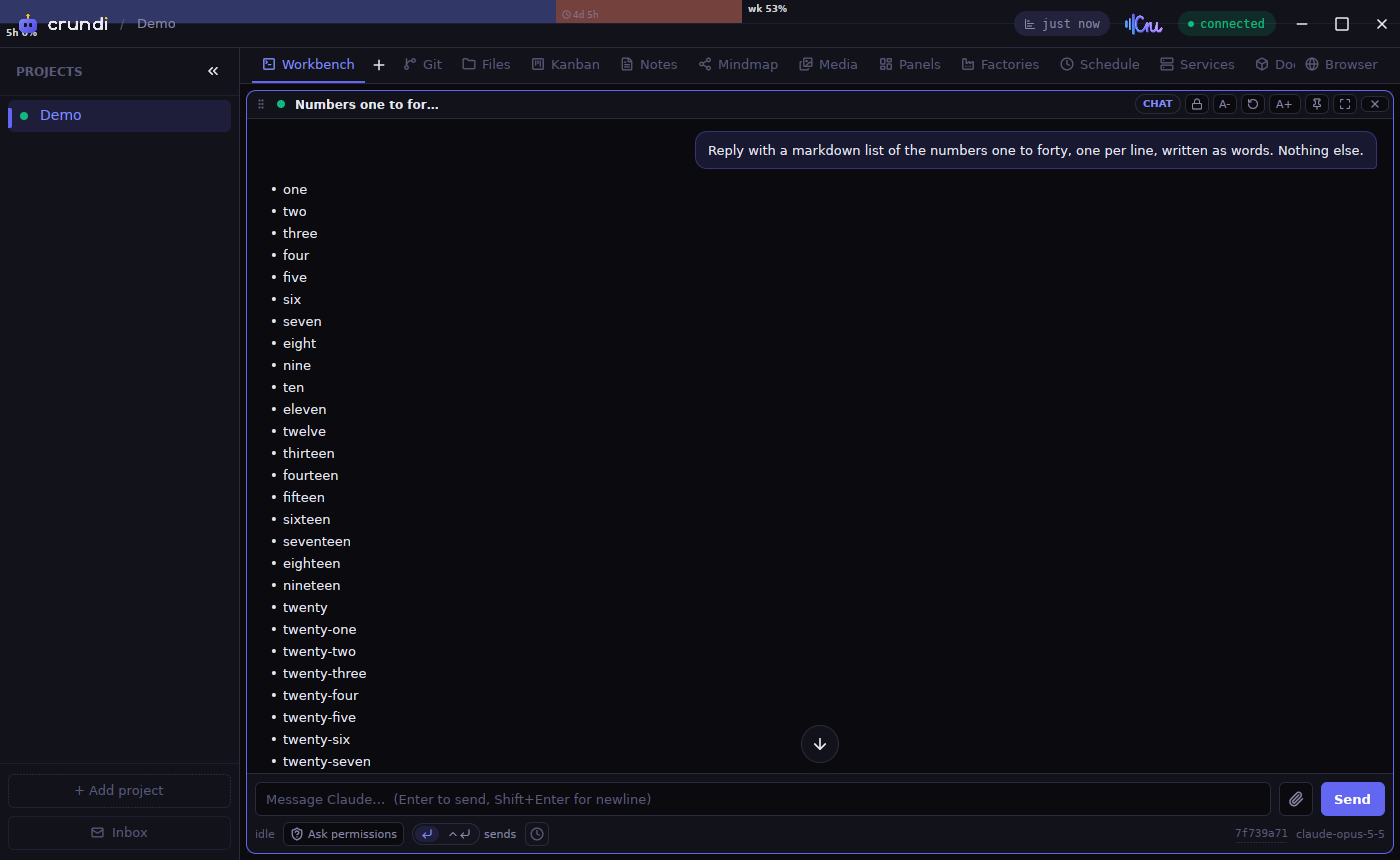 4d 5h
wk 53%
crundi / Demo
just now
Cru
connected
PROJECTS
Demo
+ Add project
Inbox
Workbench + Git Files Kanban Notes Mindmap Media Panels Factories Schedule Services Doc Browser
Numbers one to for…
CHAT A- A+
Reply with a markdown list of the numbers one to forty, one per line, written as words. Nothing else.
• one
• two
• three
• four
• five
• six
• seven
• eight
• nine
• ten
• eleven
• twelve
• thirteen
• fourteen
• fifteen
• sixteen
• seventeen
• eighteen
• nineteen
• twenty
• twenty-one
• twenty-two
• twenty-three
• twenty-four
• twenty-five
• twenty-six
• twenty-seven
Message Claude… (Enter to send, Shift+Enter for newline)
Send
idle Ask permissions sends
7f739a71 claude-opus-5-5